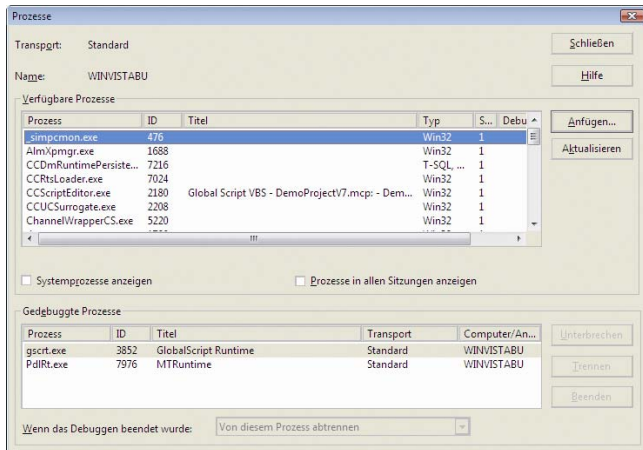 Prozesse
Transport: Standard
Schließen
Name: WINVISTABU
Hilfe
Verfügbare Prozesse
Prozess ID Titel Typ S... Debu
_simpcmon.exe 476 Win32 1
AlmXpmgr.exe 1688 Win32 1
CCDmRuntimePersiste... 7216 T-SQL, ... 1
CCRtsLoader.exe 7024 Win32 1
CCScriptEditor.exe 2180 Global Script VBS - DemoProjectV7.mcp: - Dem... Win32 1
CCUCSurrogate.exe 2208 Win32 1
ChannelWrapperCS.exe 5220 Win32 1
Anfügen...
Aktualisieren
Systemprozesse anzeigen
Prozesse in allen Sitzungen anzeigen
Gedebuggte Prozesse
Prozess ID Titel Transport Computer/An...
gscrt.exe 3852 GlobalScript Runtime Standard WINVISTABU
PdlRt.exe 7976 MTRuntime Standard WINVISTABU
Unterbrechen
Trennen
Beenden
Wenn das Debuggen beendet wurde: Von diesem Prozess abtrennen